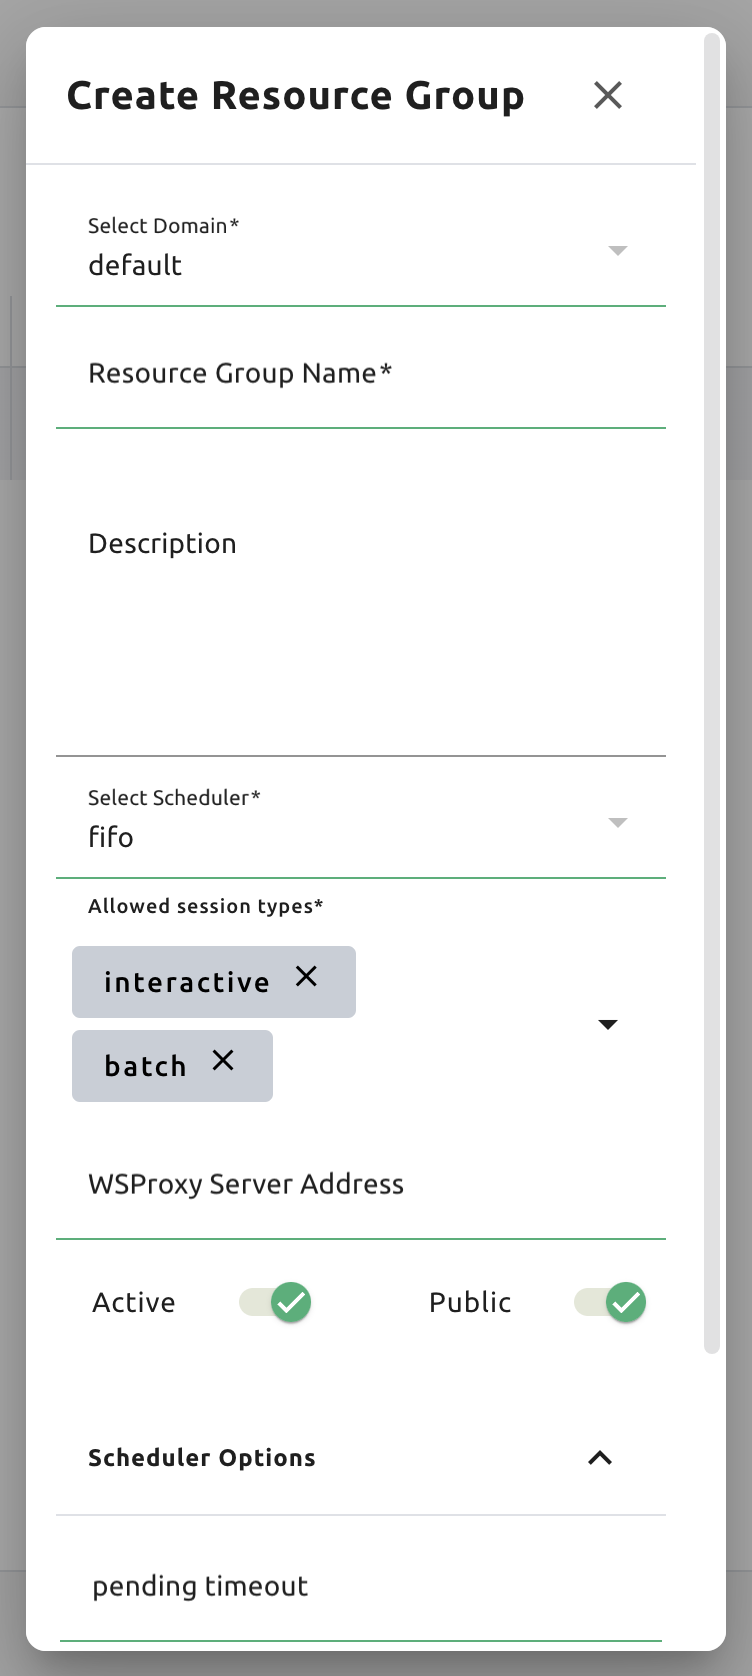 Create Resource Group
Select Domain*
default
Resource Group Name*
Description
Select Scheduler*
fifo
Allowed session types*
interactive
batch
WSProxy Server Address
Active
Public
Scheduler Options
pending timeout